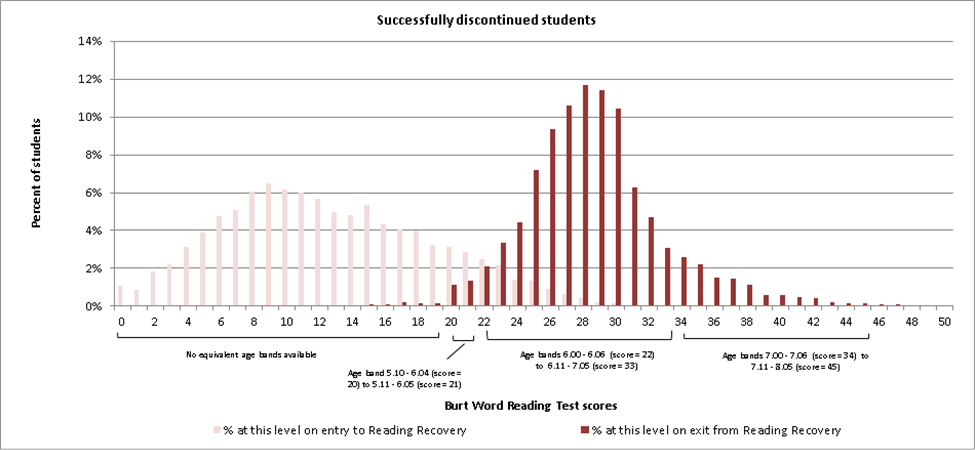 Successfully discontinued students
14%
12%
10%
8%
6%
4%
2%
0%
Percent of students
0 2 4 6 8 10 12 14 16 18 20 22 24 26 28 30 32 34 36 38 40 42 44 46 48 50
No equivalent age bands available
Age band 5.10 - 6.04 (score =
20) to 5.11 - 6.05 (score = 21)
Age bands 6.00 - 6.06 (score = 22)
to 6.11 - 7.05 (score = 33)
Age bands 7.00 - 7.06 (score = 34) to
7.11 - 8.05 (score = 45)
Burt Word Reading Test scores
% at this level on entry to Reading Recovery
% at this level on exit from Reading Recovery